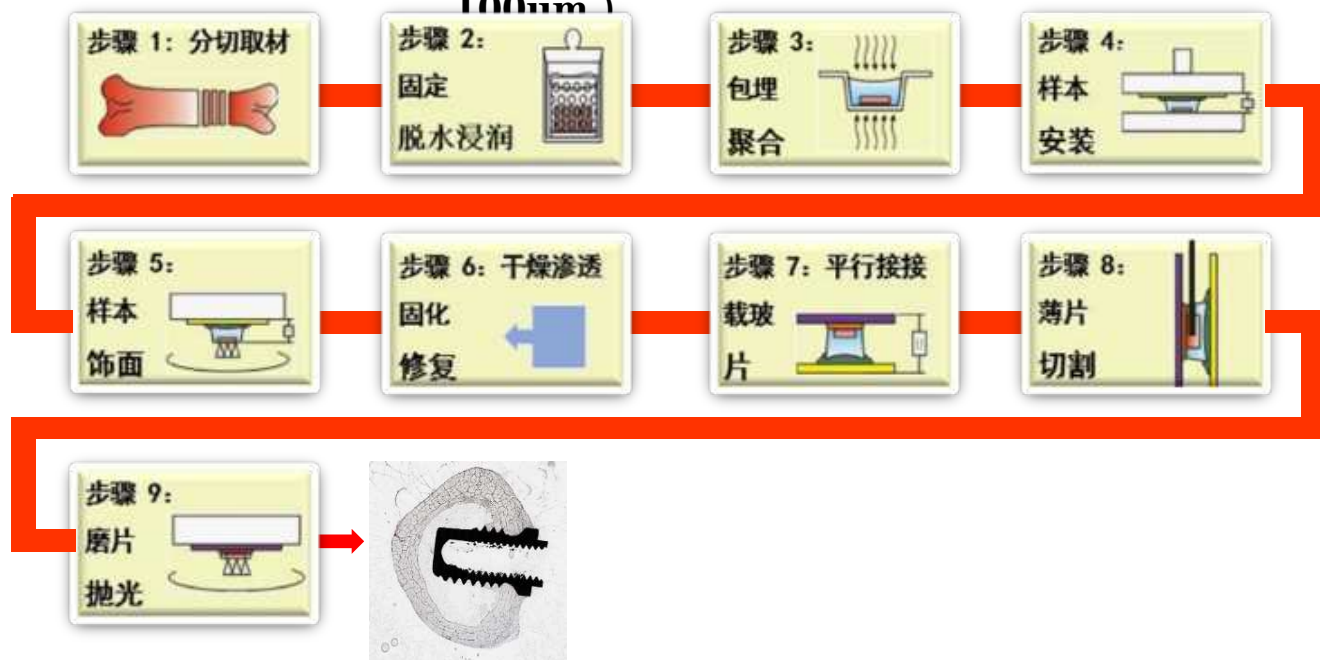 100μm）
步骤 1: 分切取材
步骤 2:
固定
脱水浸润
步骤 3:
包埋
聚合
步骤 4:
样本
安装
步骤 5:
样本
饰面
步骤 6: 干燥渗透
固化
修复
步骤 7: 平行接接
载玻
片
步骤 8:
薄片
切割
步骤 9:
磨片
抛光